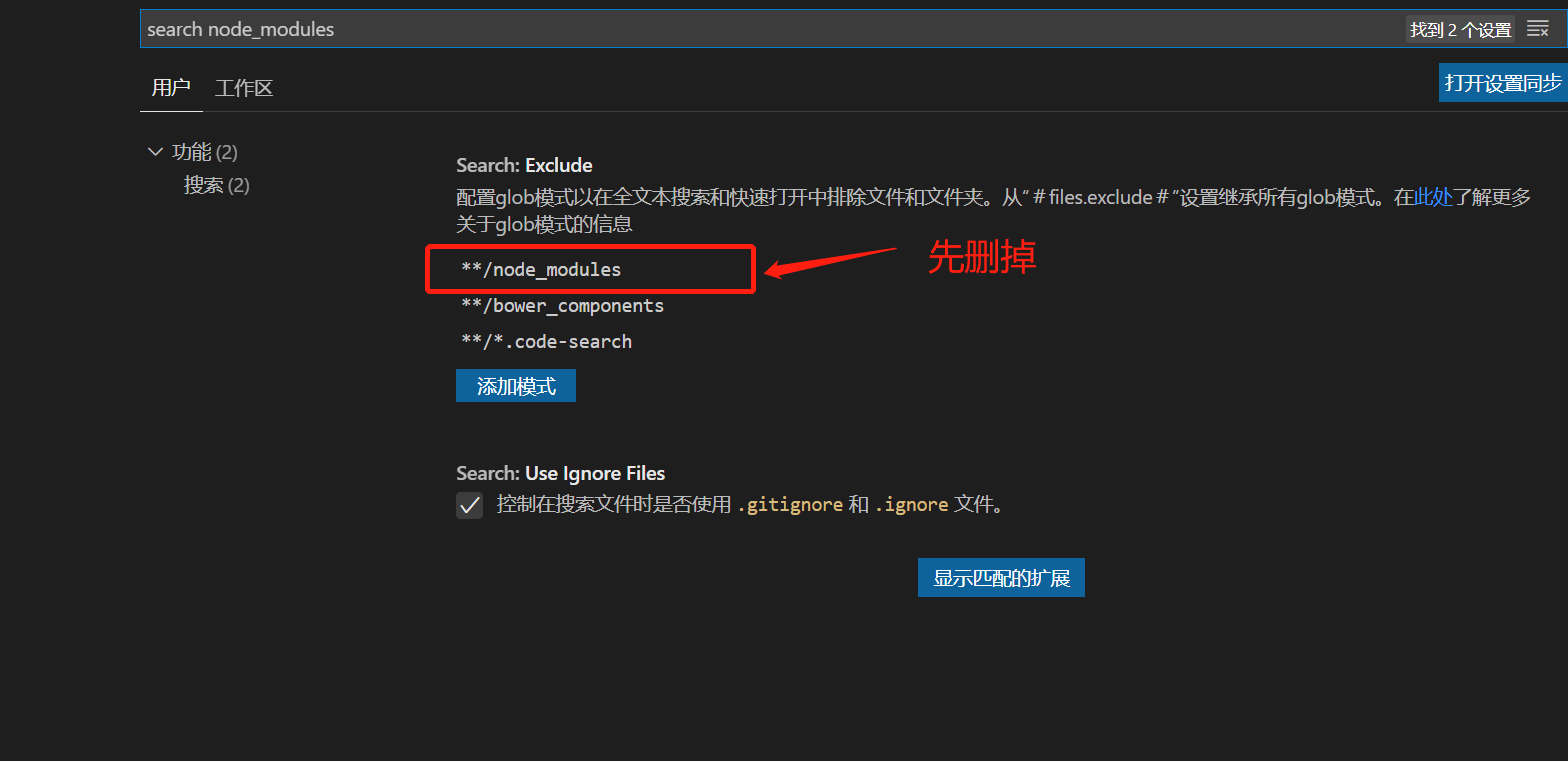 search node_modules
找到 2 个设置
用户
工作区
打开设置同步
功能 (2)
搜索 (2)
Search: Exclude
配置glob模式以在全文本搜索和快速打开中排除文件和文件夹。从“＃files.exclude＃”设置继承所有glob模式。在此处了解更多
关于glob模式的信息
**/node_modules
先删掉
**/bower_components
**/*.code-search
添加模式
Search: Use Ignore Files
控制在搜索文件时是否使用 .gitignore 和 .ignore 文件。
显示匹配的扩展